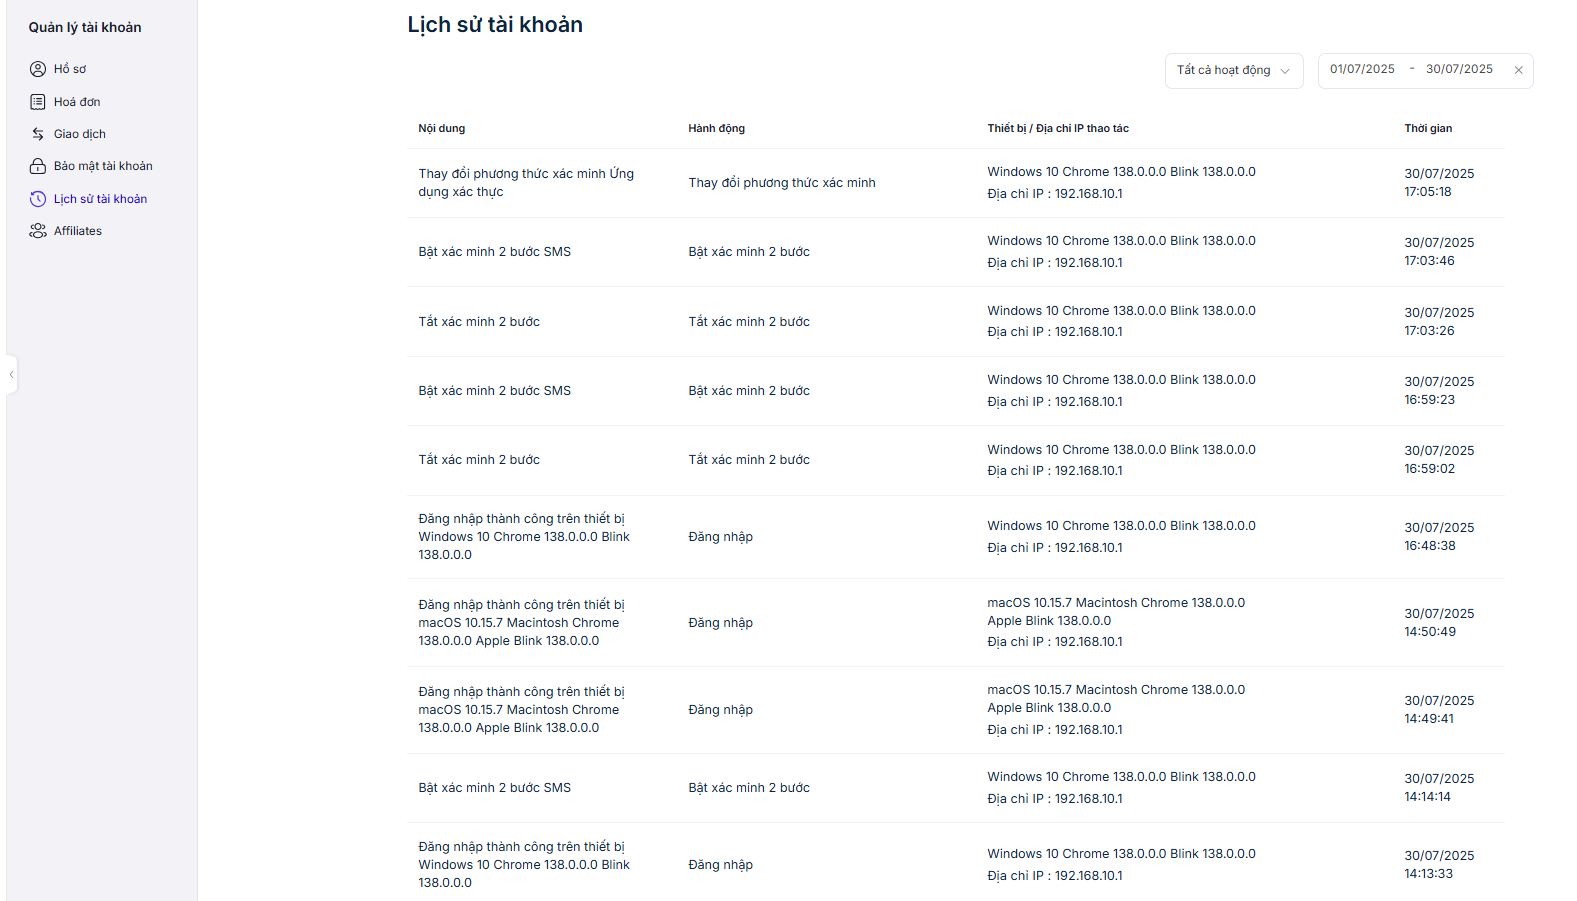 Quản lý tài khoản
Hồ sơ
Hoá đơn
Giao dịch
Bảo mật tài khoản
Lịch sử tài khoản
Affiliates
Lịch sử tài khoản
Tất cả hoạt động
01/07/2025 - 30/07/2025
Nội dung Hành động Thiết bị / Địa chỉ IP thao tác Thời gian
Thay đổi phương thức xác minh Ứng
dụng xác thực
Thay đổi phương thức xác minh
Windows 10 Chrome 138.0.0.0 Blink 138.0.0.0
Địa chỉ IP : 192.168.10.1
30/07/2025
17:05:18
Bật xác minh 2 bước SMS
Bật xác minh 2 bước
Windows 10 Chrome 138.0.0.0 Blink 138.0.0.0
Địa chỉ IP : 192.168.10.1
30/07/2025
17:03:46
Tắt xác minh 2 bước
Tắt xác minh 2 bước
Windows 10 Chrome 138.0.0.0 Blink 138.0.0.0
Địa chỉ IP : 192.168.10.1
30/07/2025
17:03:26
Bật xác minh 2 bước SMS
Bật xác minh 2 bước
Windows 10 Chrome 138.0.0.0 Blink 138.0.0.0
Địa chỉ IP : 192.168.10.1
30/07/2025
16:59:23
Tắt xác minh 2 bước
Tắt xác minh 2 bước
Windows 10 Chrome 138.0.0.0 Blink 138.0.0.0
Địa chỉ IP : 192.168.10.1
30/07/2025
16:59:02
Đăng nhập thành công trên thiết bị
Windows 10 Chrome 138.0.0.0 Blink
138.0.0.0
Đăng nhập
Windows 10 Chrome 138.0.0.0 Blink 138.0.0.0
Địa chỉ IP : 192.168.10.1
30/07/2025
16:48:38
Đăng nhập thành công trên thiết bị
macOS 10.15.7 Macintosh Chrome
138.0.0.0 Apple Blink 138.0.0.0
Đăng nhập
macOS 10.15.7 Macintosh Chrome 138.0.0.0
Apple Blink 138.0.0.0
Địa chỉ IP : 192.168.10.1
30/07/2025
14:50:49
Đăng nhập thành công trên thiết bị
macOS 10.15.7 Macintosh Chrome
138.0.0.0 Apple Blink 138.0.0.0
Đăng nhập
macOS 10.15.7 Macintosh Chrome 138.0.0.0
Apple Blink 138.0.0.0
Địa chỉ IP : 192.168.10.1
30/07/2025
14:49:41
Bật xác minh 2 bước SMS
Bật xác minh 2 bước
Windows 10 Chrome 138.0.0.0 Blink 138.0.0.0
Địa chỉ IP : 192.168.10.1
30/07/2025
14:14:14
Đăng nhập thành công trên thiết bị
Windows 10 Chrome 138.0.0.0 Blink
138.0.0.0
Đăng nhập
Windows 10 Chrome 138.0.0.0 Blink 138.0.0.0
Địa chỉ IP : 192.168.10.1
30/07/2025
14:13:33